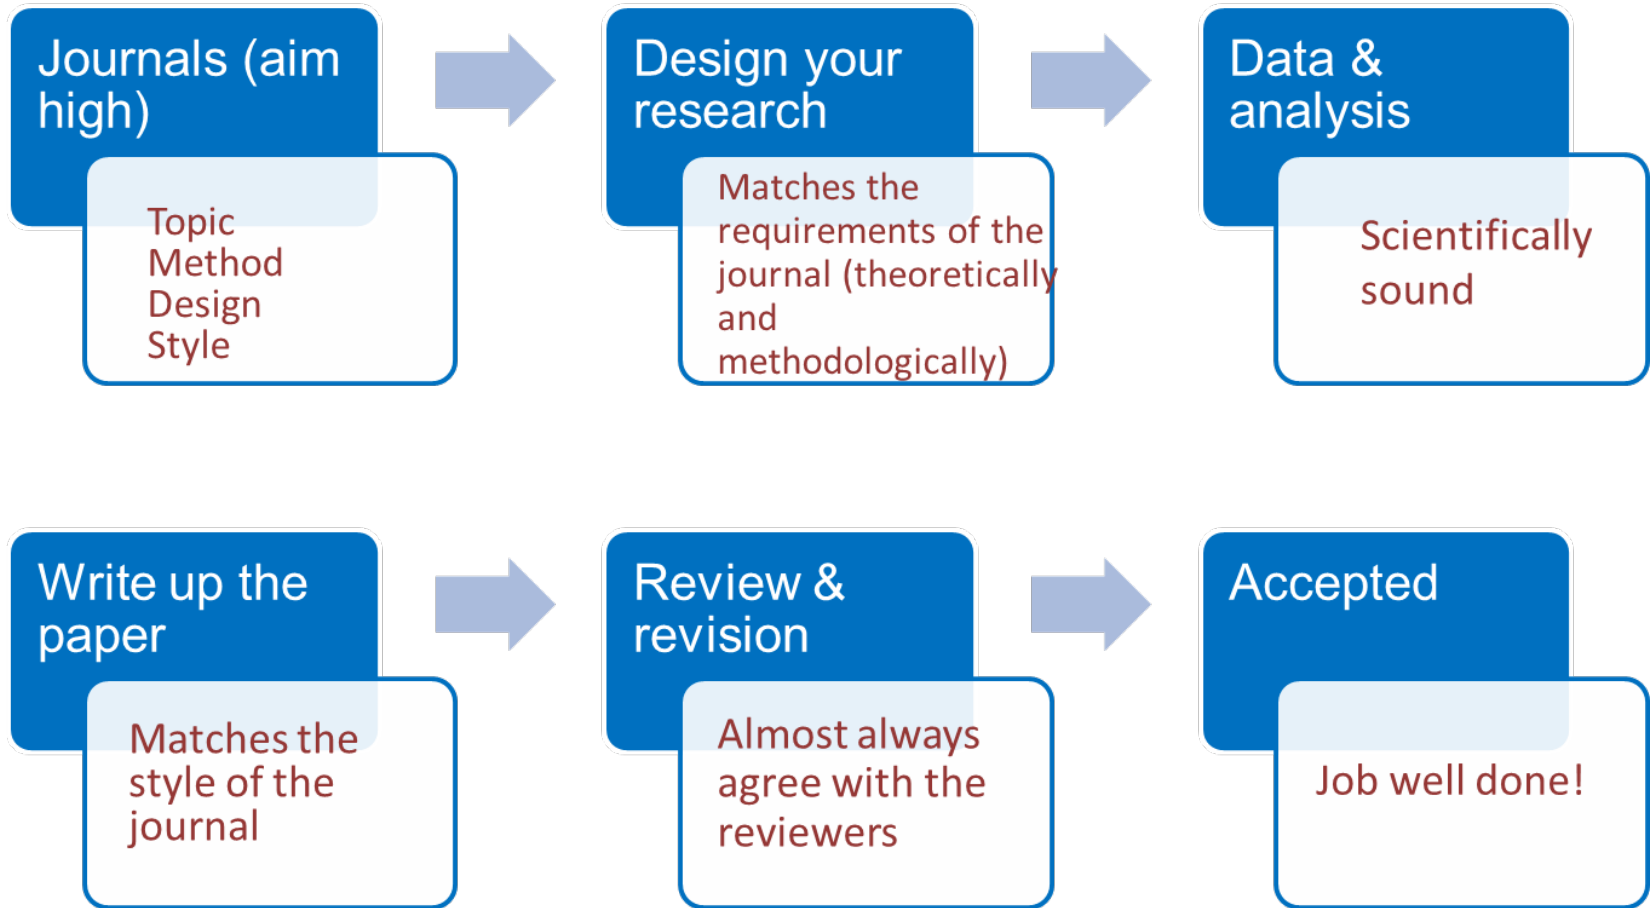 Journals (aim
high)
Topic
Method
Design
Style
Design your
research
Matches the
requirements of the
journal (theoretically
and
methodologically)
Data &
analysis
Scientifically
sound
Write up the
paper
Matches the
style of the
journal
Review &
revision
Almost always
agree with the
reviewers
Accepted
Job well done!